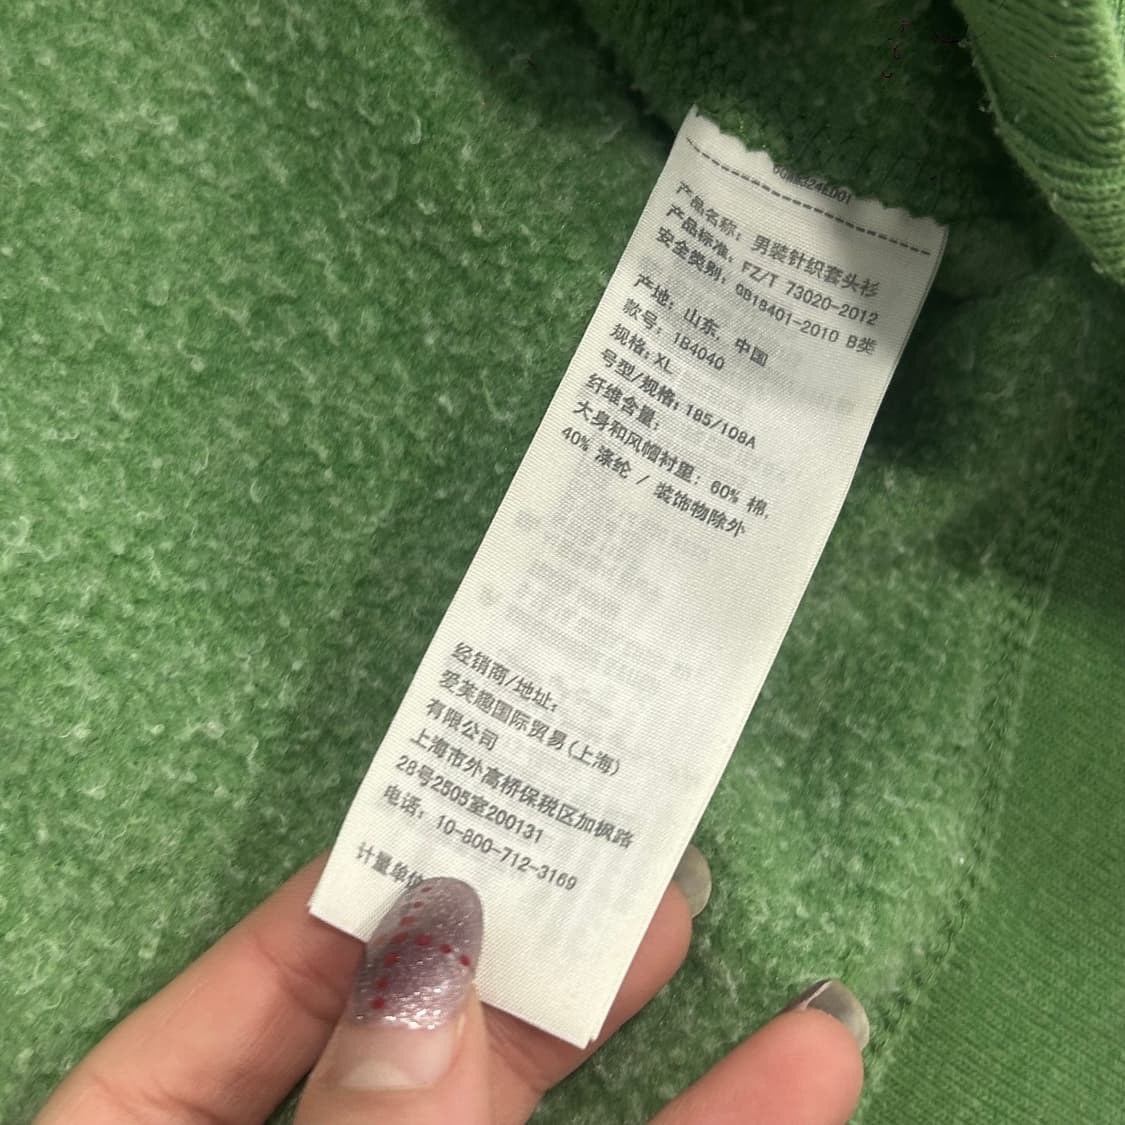 产品名称：男装针织套头衫
产品标准：FZ/T 73020-2012
安全类别：GB18401-2010 B类
产地：山东，中国
款号：1B4040
规格：XL
号型/规格：185/108A
纤维含量：
大身和风帽衬里：60% 棉，
40% 涤纶 / 装饰物除外
经销商/地址：
爱芙趣国际贸易(上海)
有限公司
上海市外高桥保税区加枫路
28号2505室200131
电话：10-800-712-3169
计量单位